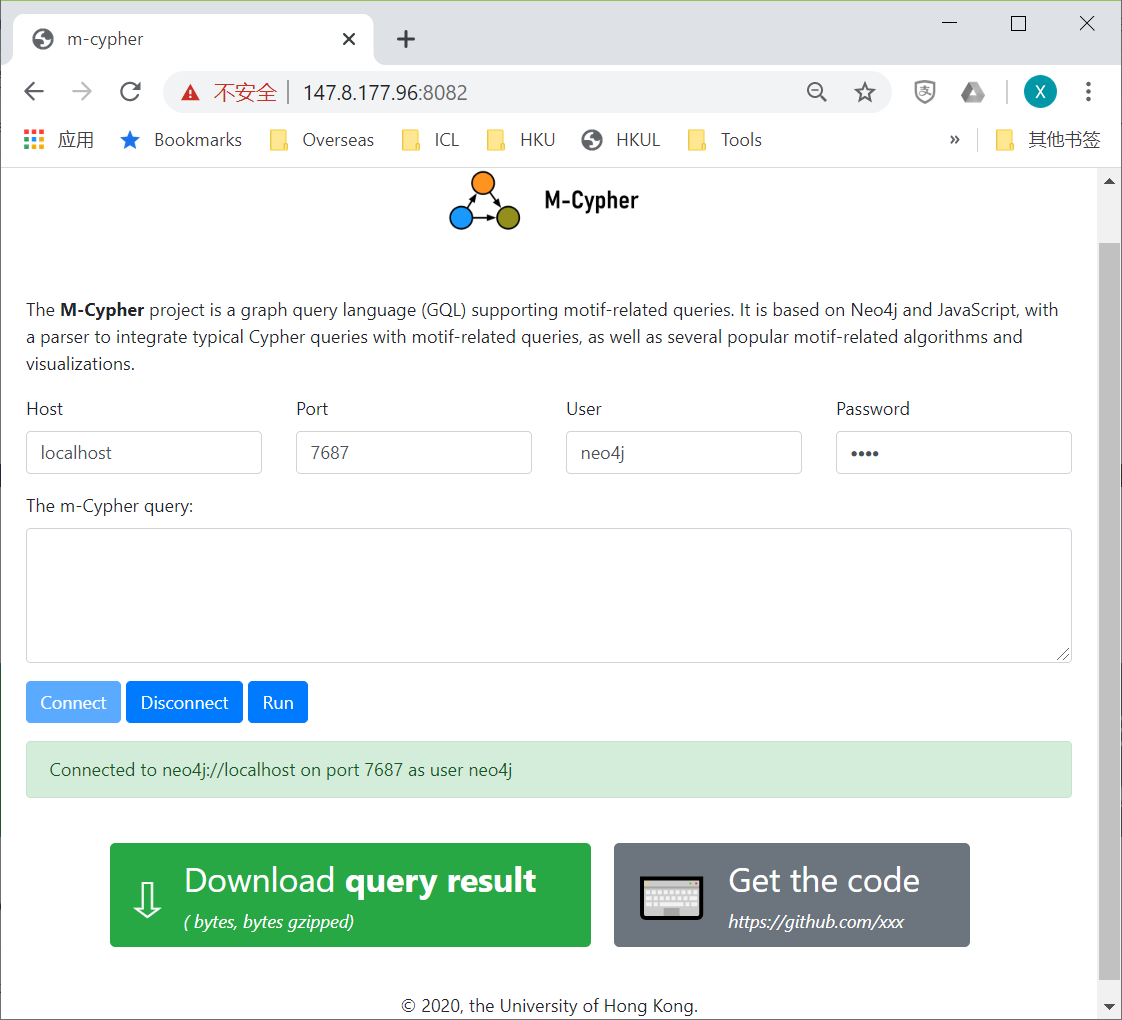 m-cypher
不安全 147.8.177.96:8082
X
应用 Bookmarks Overseas ICL HKU HKUL Tools » 其他书签
M-Cypher
The M-Cypher project is a graph query language (GQL) supporting motif-related queries. It is based on Neo4j and JavaScript, with
a parser to integrate typical Cypher queries with motif-related queries, as well as several popular motif-related algorithms and
visualizations.
Host Port User Password
localhost 7687 neo4j ••••
The m-Cypher query:
Connect Disconnect Run
Connected to neo4j://localhost on port 7687 as user neo4j
Download query result
( bytes, bytes gzipped)
Get the code
https://github.com/xxx
© 2020, the University of Hong Kong.